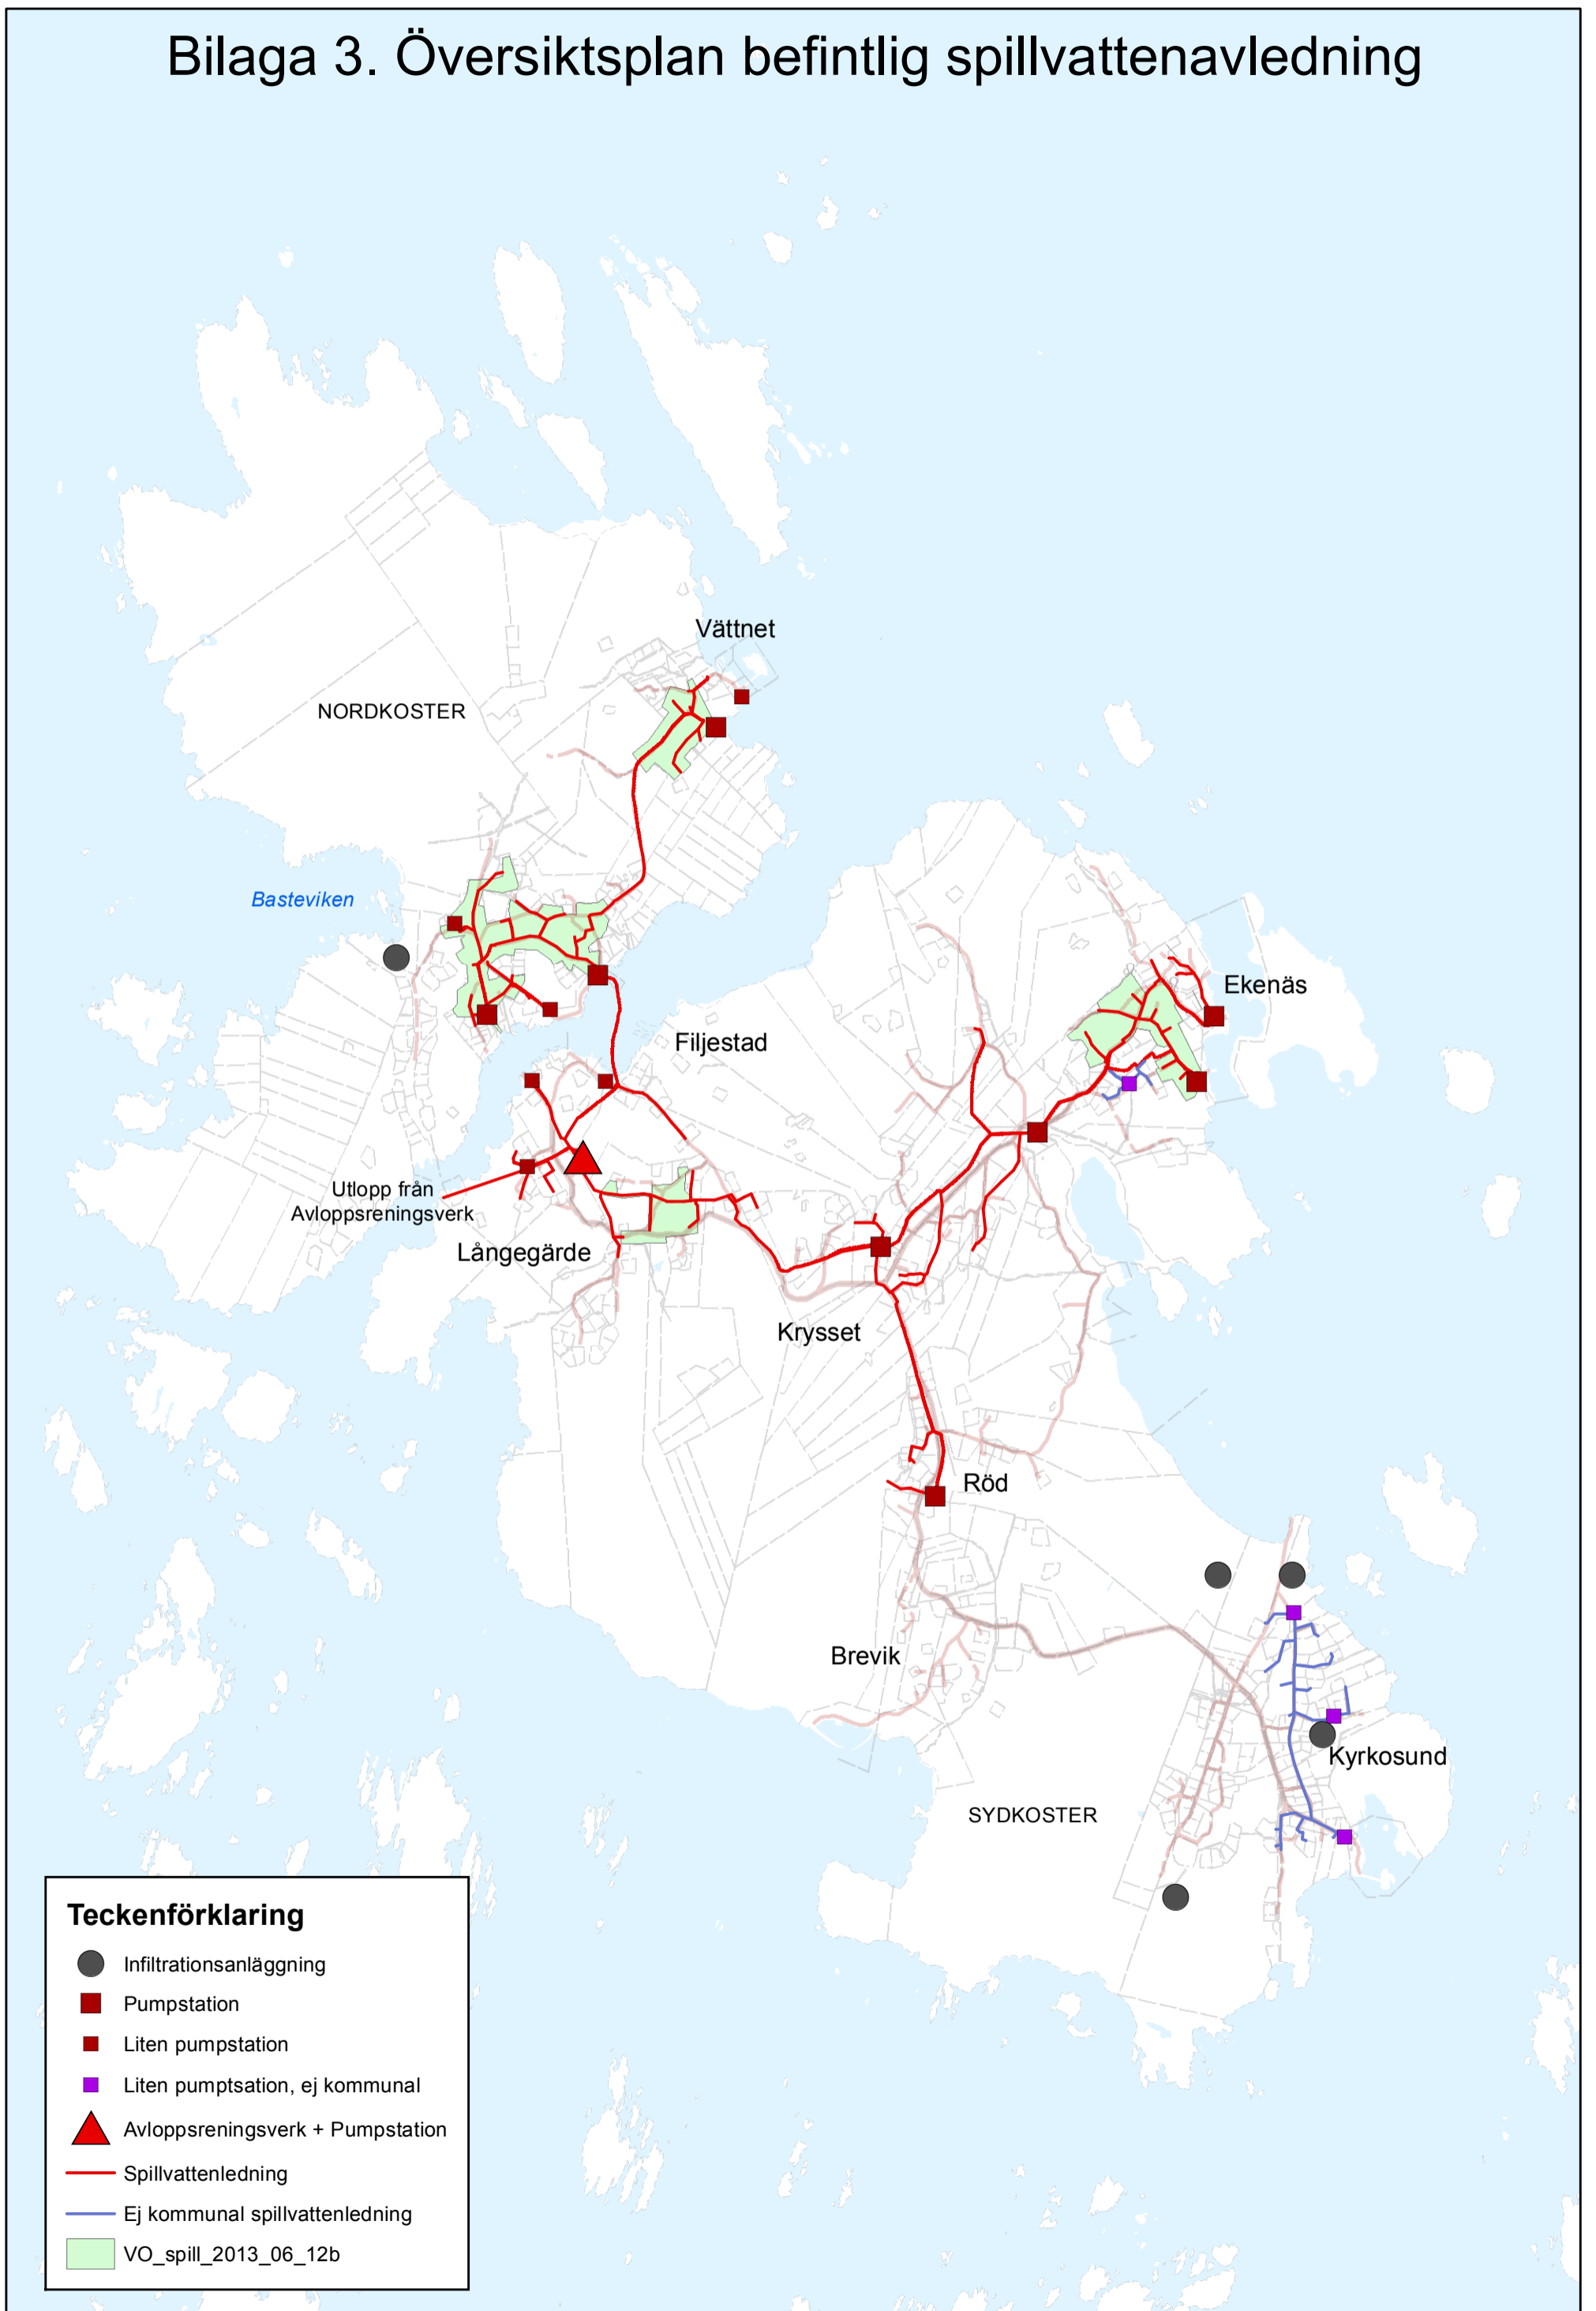 Bilaga 3. Översiktsplan befintlig spillvattenavledning
Vättnet
NORDKOSTER
Basteviken
Ekenäs
Filjestad
Utlopp från
Avloppsreningsverk
Långegärde
Krysset
Röd
Brevik
Kyrkosund
SYDKOSTER
Teckenförklaring
Infiltrationsanläggning
Pumpstation
Liten pumpstation
Liten pumptsation, ej kommunal
Avloppsreningsverk + Pumpstation
Spillvattenledning
Ej kommunal spillvattenledning
VO_spill_2013_06_12b